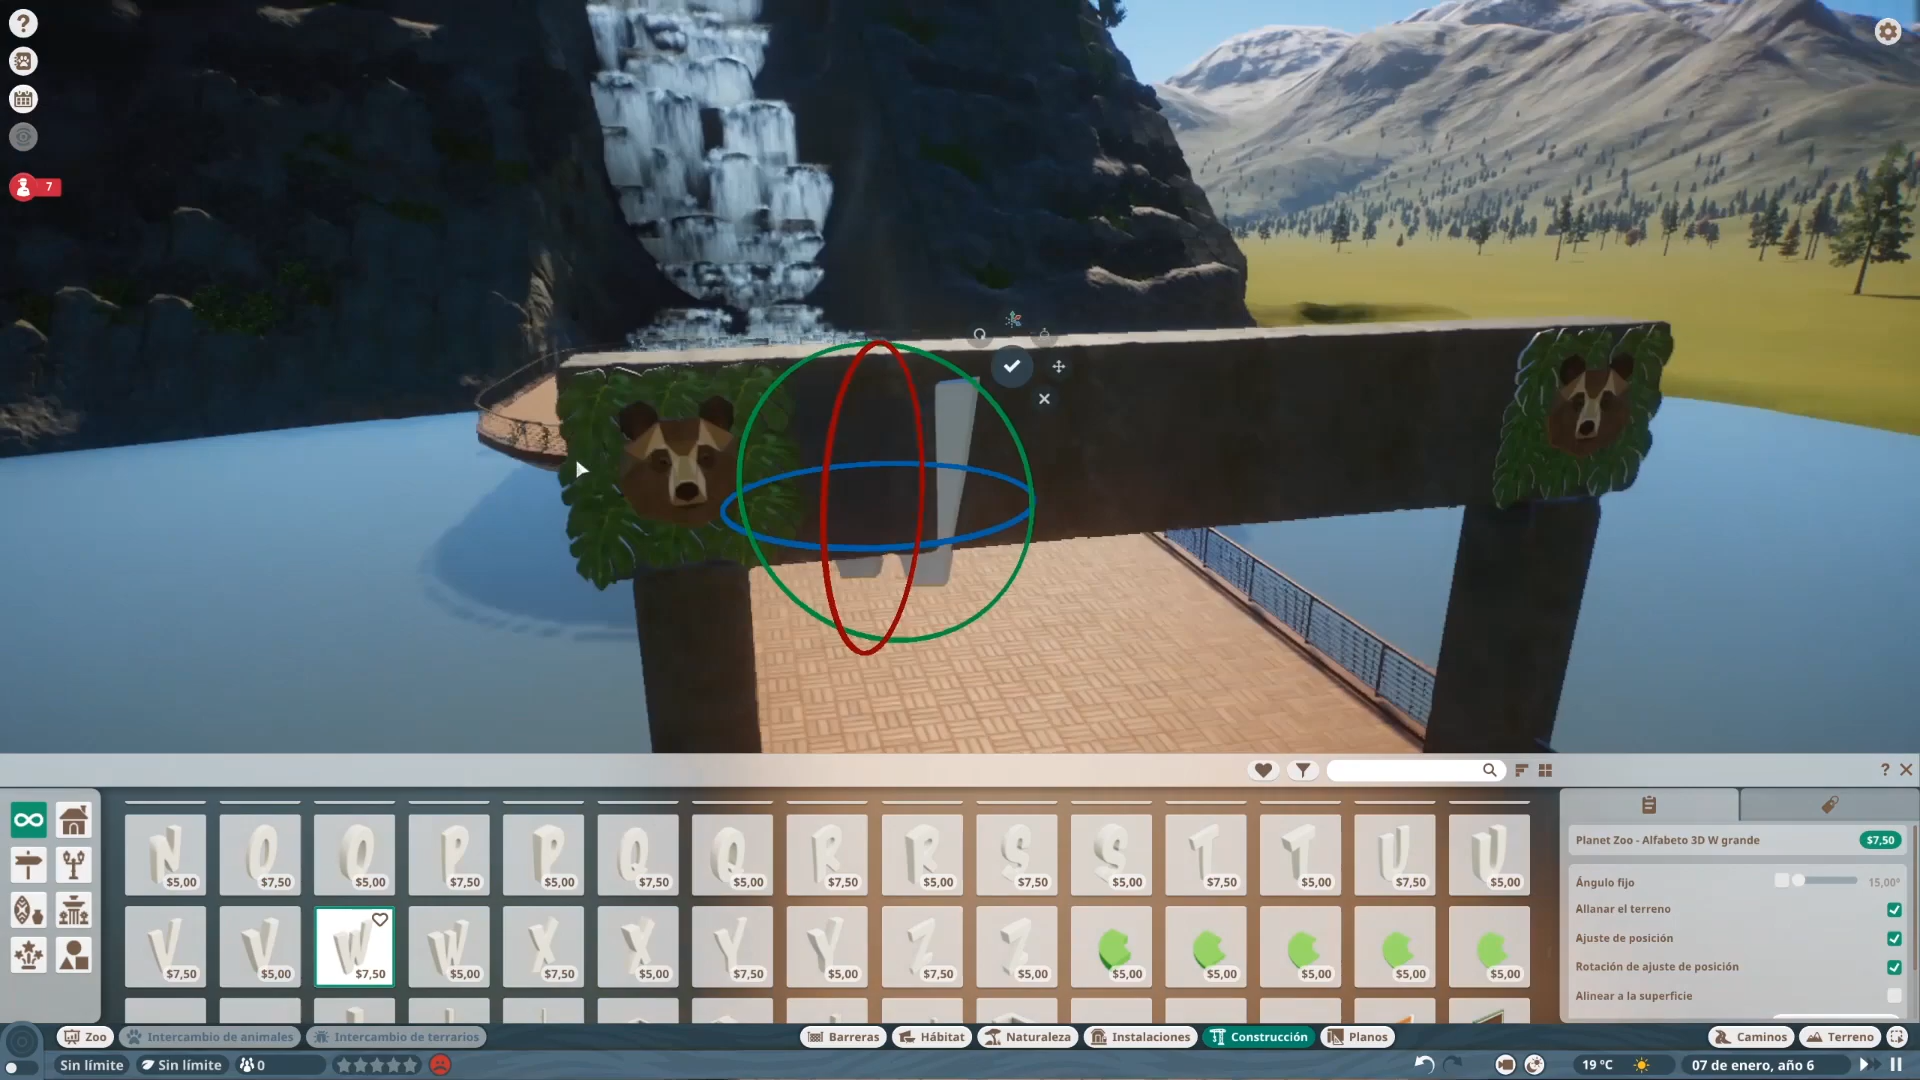 7
N $5,00
O $7,50
O $5,00
P $7,50
P $5,00
Q $7,50
Q $5,00
R $7,50
R $5,00
S $7,50
S $5,00
T $7,50
T $5,00
U $7,50
U $5,00
V $7,50
V $5,00
W $7,50
W $5,00
X $7,50
X $5,00
Y $7,50
Y $5,00
Z $7,50
Z $5,00
$5,00
$5,00
$5,00
$5,00
$5,00
? X
Planet Zoo - Alfabeto 3D W grande $7,50
Ángulo fijo 15,00°
Allanar el terreno
Ajuste de posición
Rotación de ajuste de posición
Alinear a la superficie
Zoo Intercambio de animales Intercambio de terrarios Barreras Hábitat Naturaleza Instalaciones Construcción Planos Caminos Terreno
Sin límite Sin límite 0 19 ºC 07 de enero, año 6